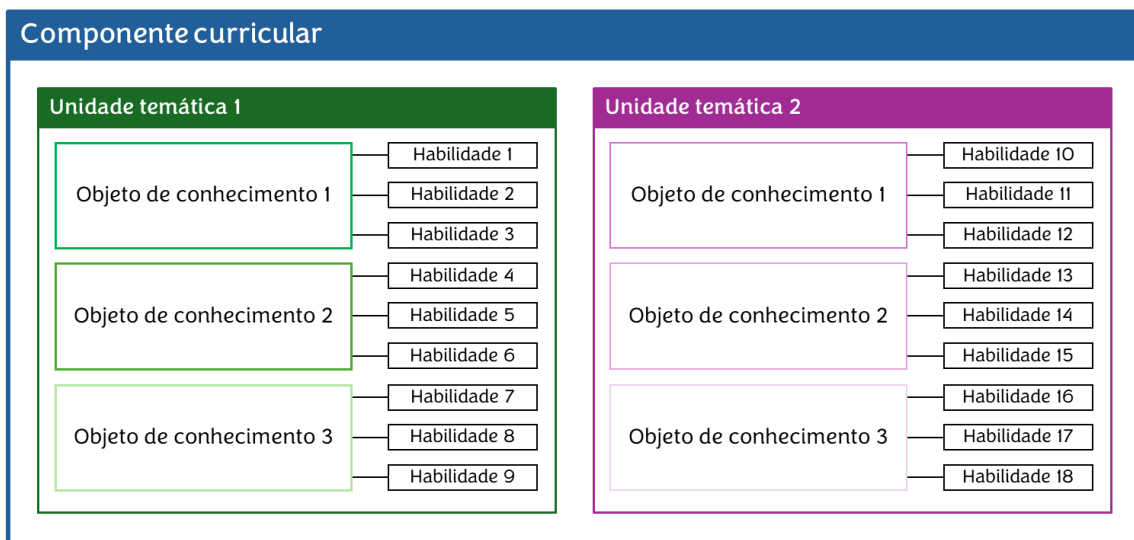 Componente curricular
Unidade temática 1
Objeto de conhecimento 1
Habilidade 1
Habilidade 2
Habilidade 3
Objeto de conhecimento 2
Habilidade 4
Habilidade 5
Habilidade 6
Objeto de conhecimento 3
Habilidade 7
Habilidade 8
Habilidade 9
Unidade temática 2
Objeto de conhecimento 1
Habilidade 10
Habilidade 11
Habilidade 12
Objeto de conhecimento 2
Habilidade 13
Habilidade 14
Habilidade 15
Objeto de conhecimento 3
Habilidade 16
Habilidade 17
Habilidade 18